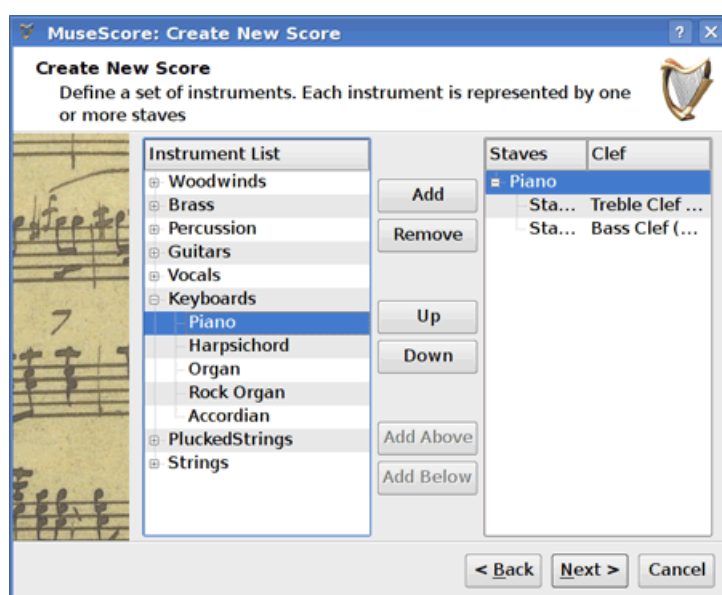 MuseScore: Create New Score
?
X
Create New Score
Define a set of instruments. Each instrument is represented by one
or more staves
Instrument List
Woodwinds
Brass
Percussion
Guitars
Vocals
Keyboards
Piano
Harpsichord
Organ
Rock Organ
Accordian
PluckedStrings
Strings
Add
Remove
Up
Down
Add Above
Add Below
Staves Clef
Piano
Sta... Treble Clef ...
Sta... Bass Clef (...
< Back
Next >
Cancel
7